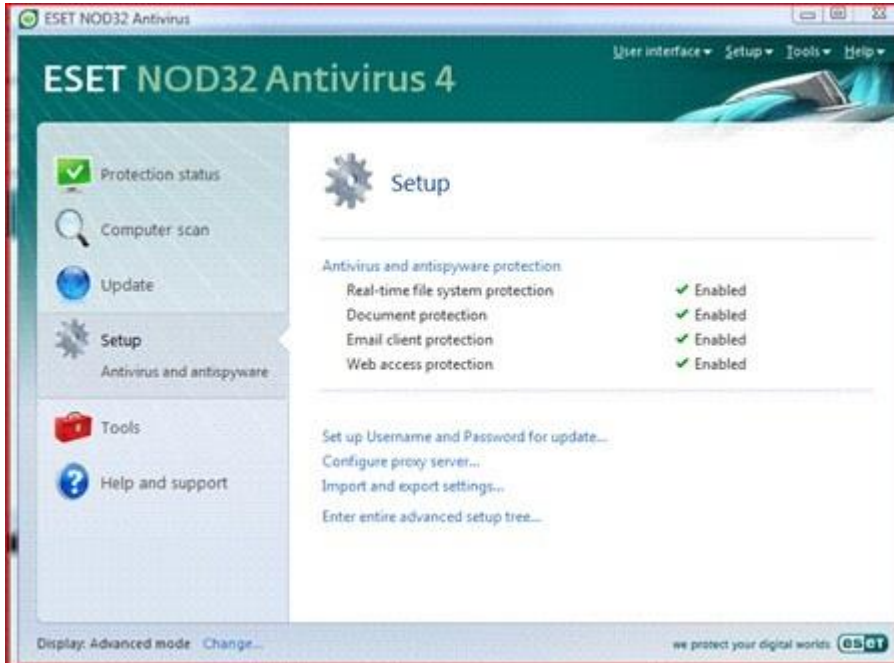 ESET NOD32 Antivirus
User interface Setup Tools Help
ESET NOD32 Antivirus 4
Protection status
Computer scan
Update
Setup
Antivirus and antispyware
Tools
Help and support
Setup
Antivirus and antispyware protection
Real-time file system protection Enabled
Document protection Enabled
Email client protection Enabled
Web access protection Enabled
Set up Username and Password for update...
Configure proxy server...
Import and export settings...
Enter entire advanced setup tree...
Display: Advanced mode Change...
we protect your digital worlds eseT